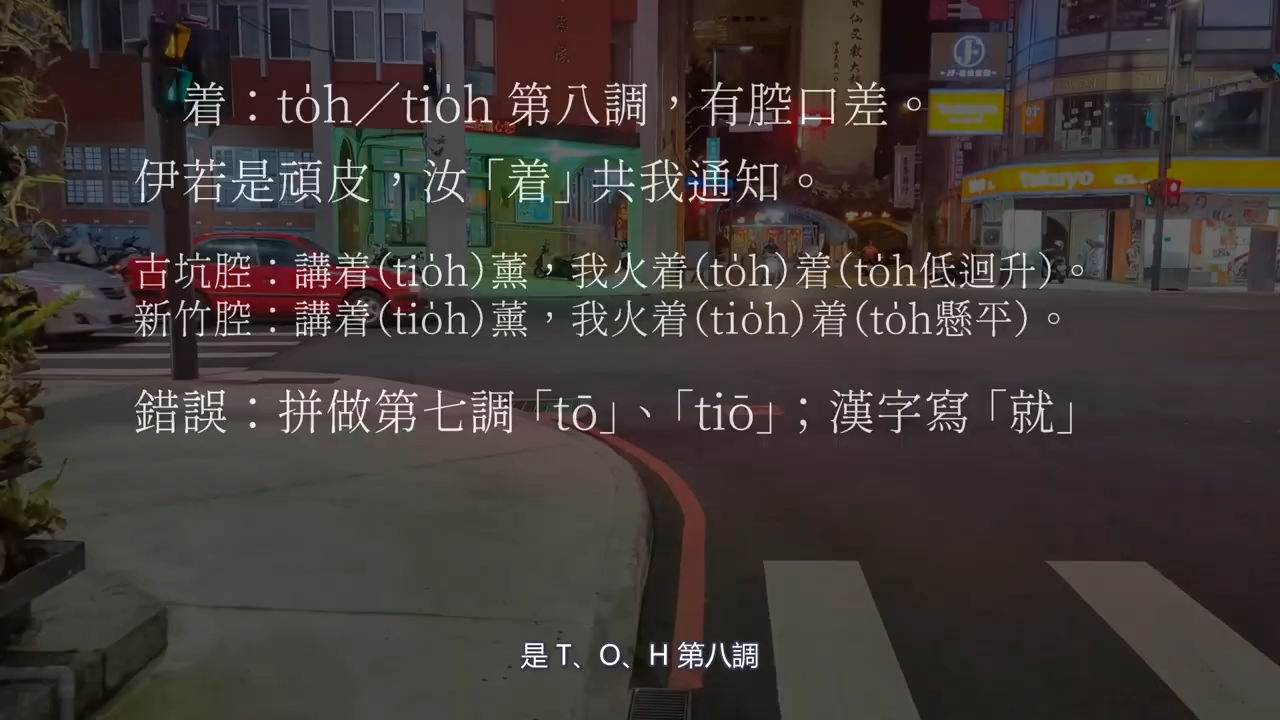 着：to̍h／tio̍h 第八調，有腔口差。
伊若是頑皮，汝「着」共我通知。
古坑腔：講着(tio̍h)薰，我火着(to̍h)着(to̍h低迴升)。
新竹腔：講着(tio̍h)薰，我火着(tio̍h)着(to̍h懸平)。
錯誤：拼做第七調「tō」、「tiō」；漢字寫「就」
是 T、O、H 第八調